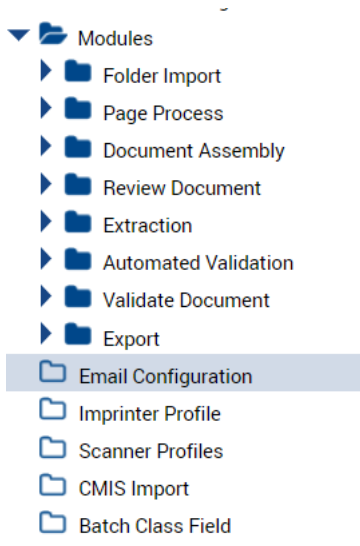 Modules
Folder Import
Page Process
Document Assembly
Review Document
Extraction
Automated Validation
Validate Document
Export
Email Configuration
Imprinter Profile
Scanner Profiles
CMIS Import
Batch Class Field